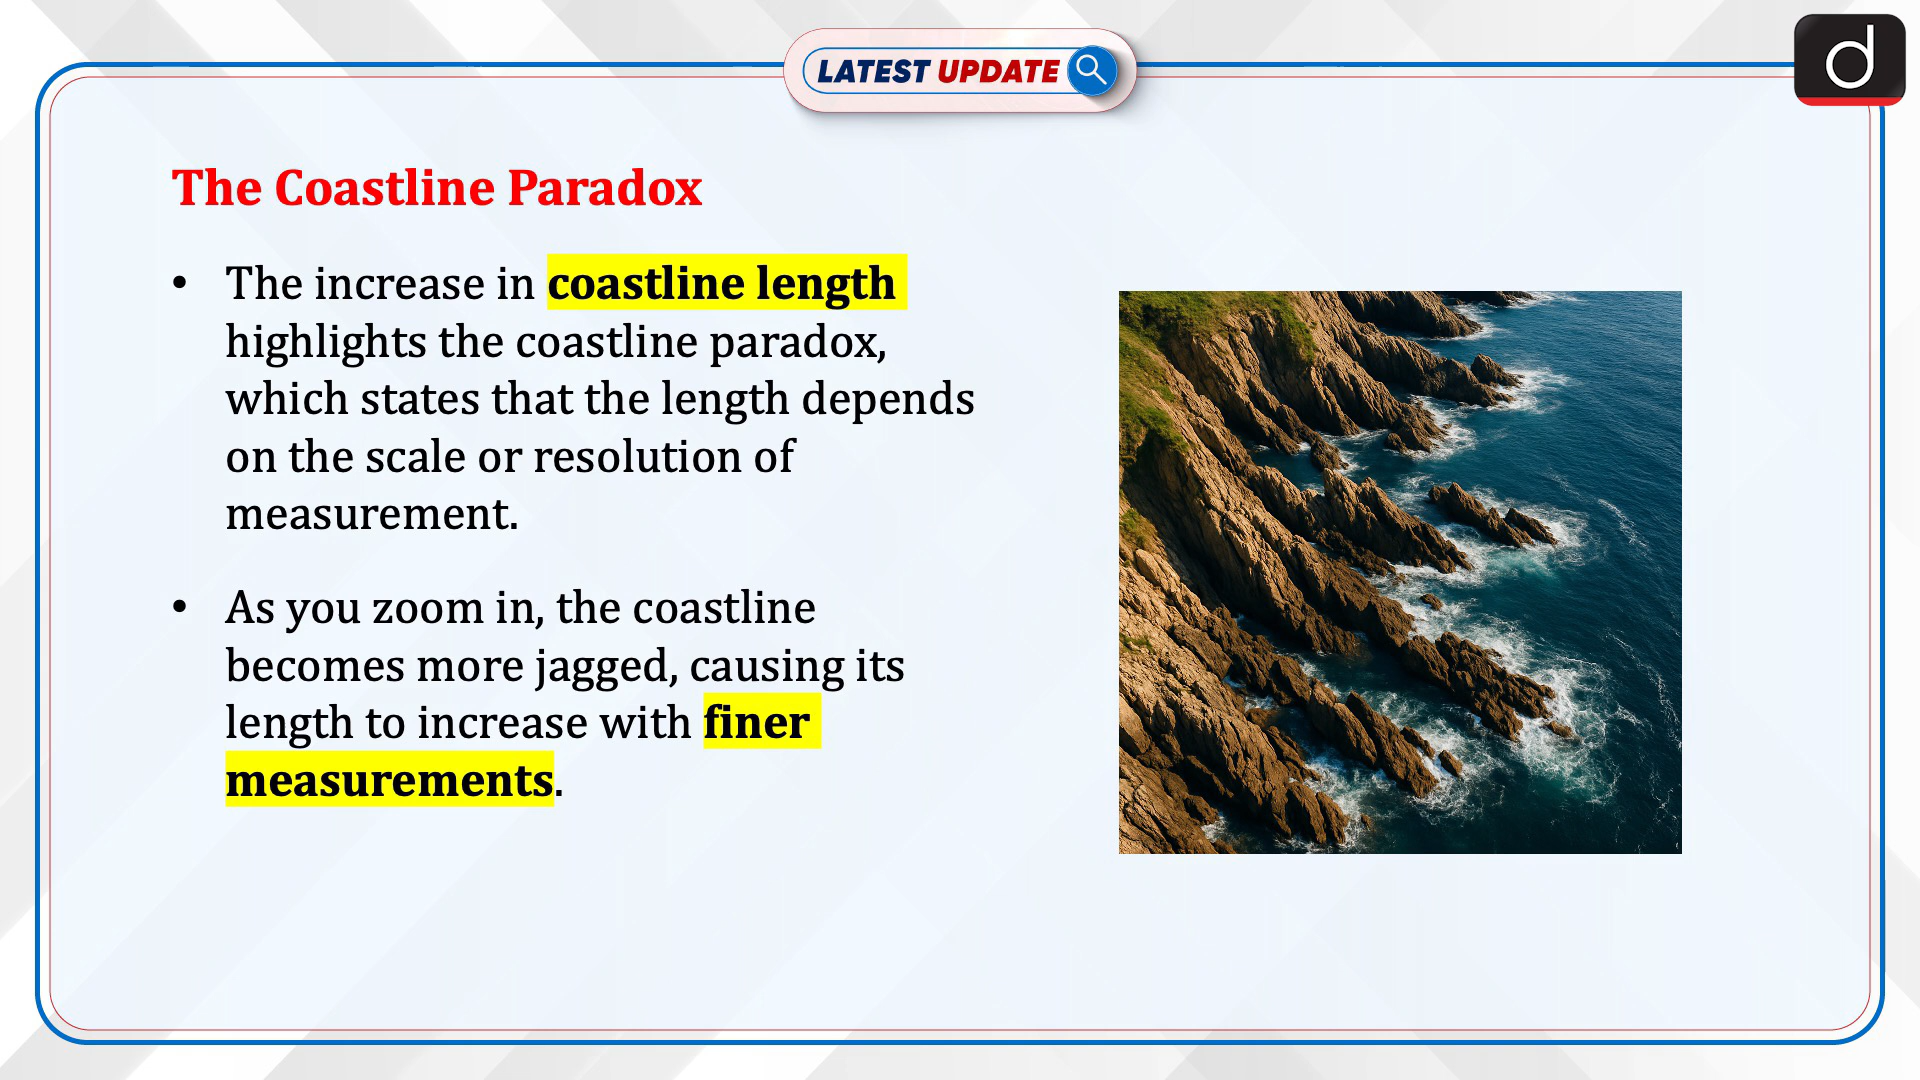 LATEST UPDATE
d
The Coastline Paradox
• The increase in coastline length
highlights the coastline paradox,
which states that the length depends
on the scale or resolution of
measurement.
• As you zoom in, the coastline
becomes more jagged, causing its
length to increase with finer
measurements.